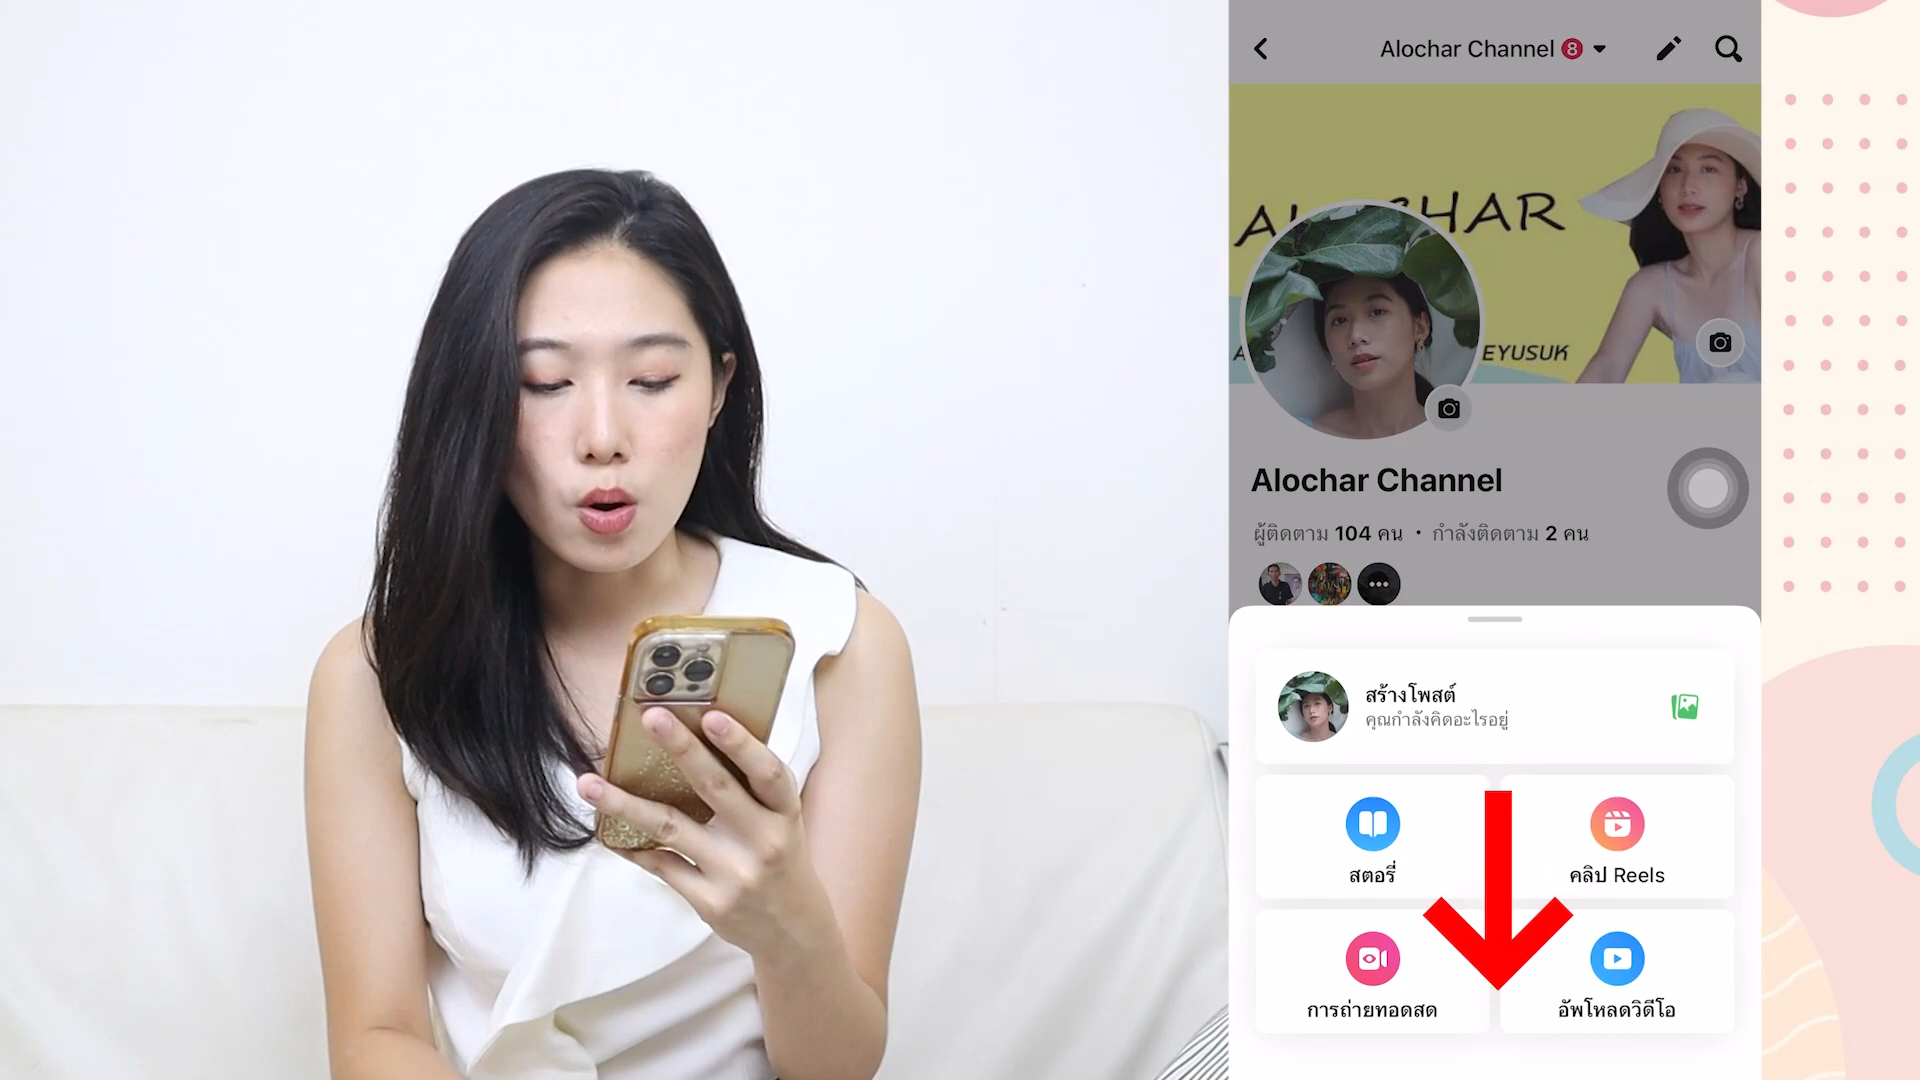 Alochar Channel 8
EYUSUK
Alochar Channel
ผู้ติดตาม 104 คน · กำลังติดตาม 2 คน
สร้างโพสต์
คุณกำลังคิดอะไรอยู่
สตอรี่
คลิป Reels
การถ่ายทอดสด
อัพโหลดวิดีโอ